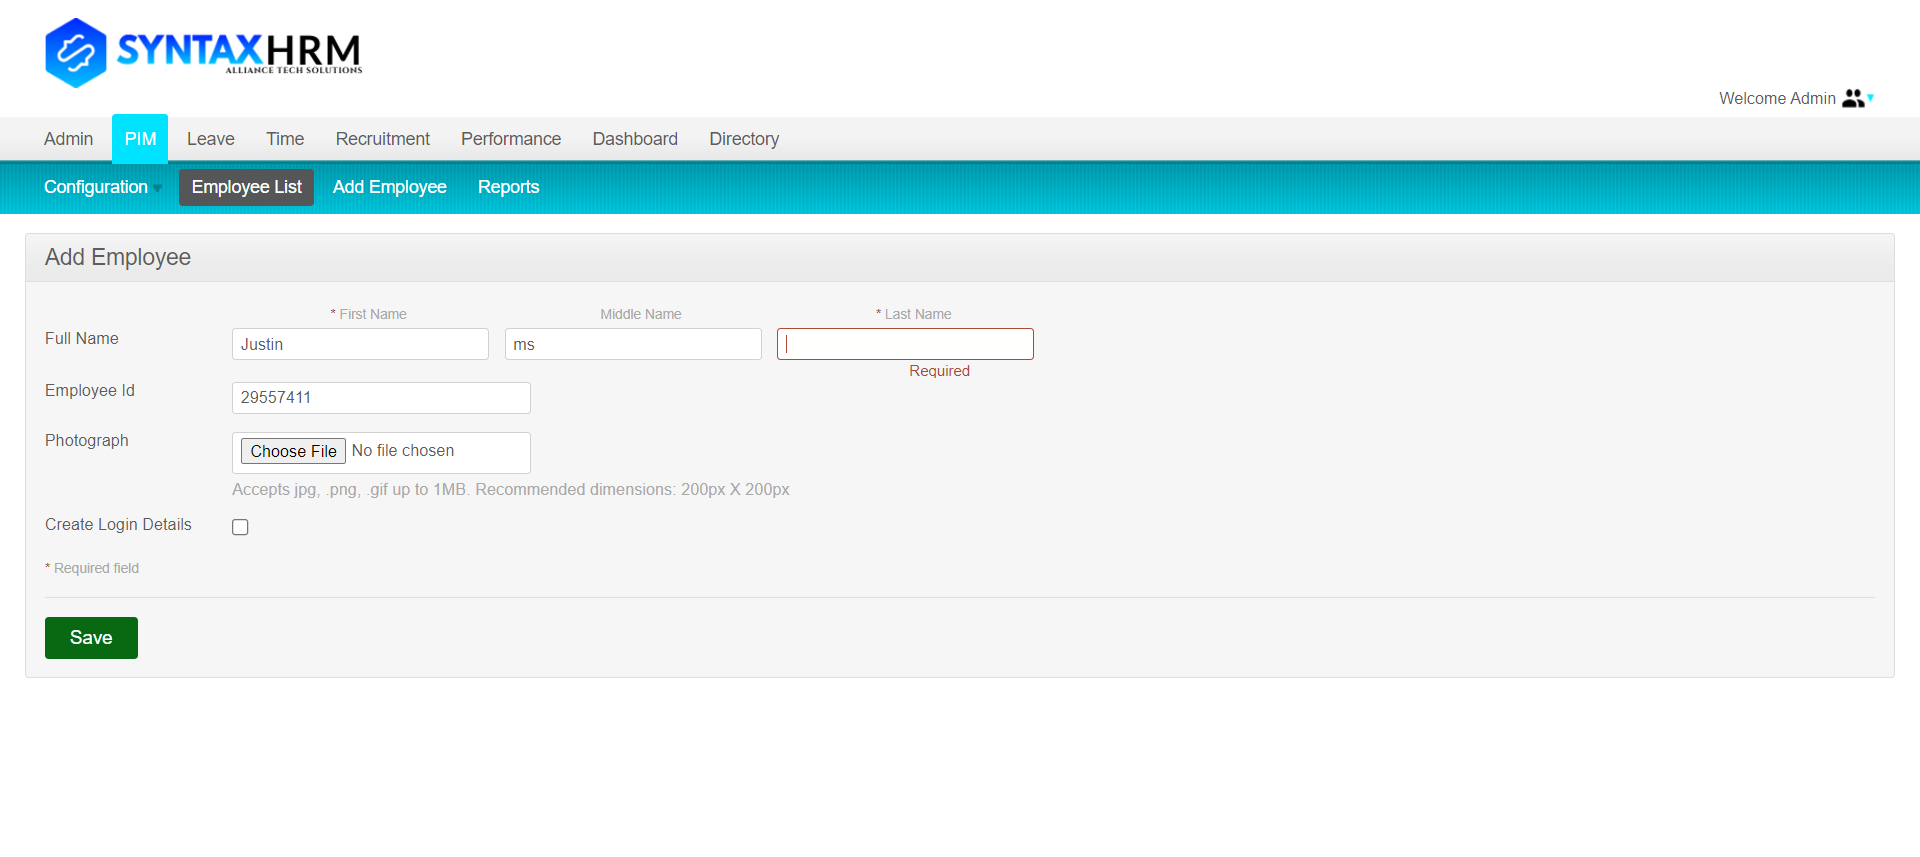 SYNTAXHRM
ALLIANCE TECH SOLUTIONS
Welcome Admin
Admin PIM Leave Time Recruitment Performance Dashboard Directory
Configuration Employee List Add Employee Reports
Add Employee
* First Name Middle Name * Last Name
Full Name Justin ms
Required
Employee Id 29557411
Photograph Choose File No file chosen
Accepts jpg, .png, .gif up to 1MB. Recommended dimensions: 200px X 200px
Create Login Details
* Required field
Save